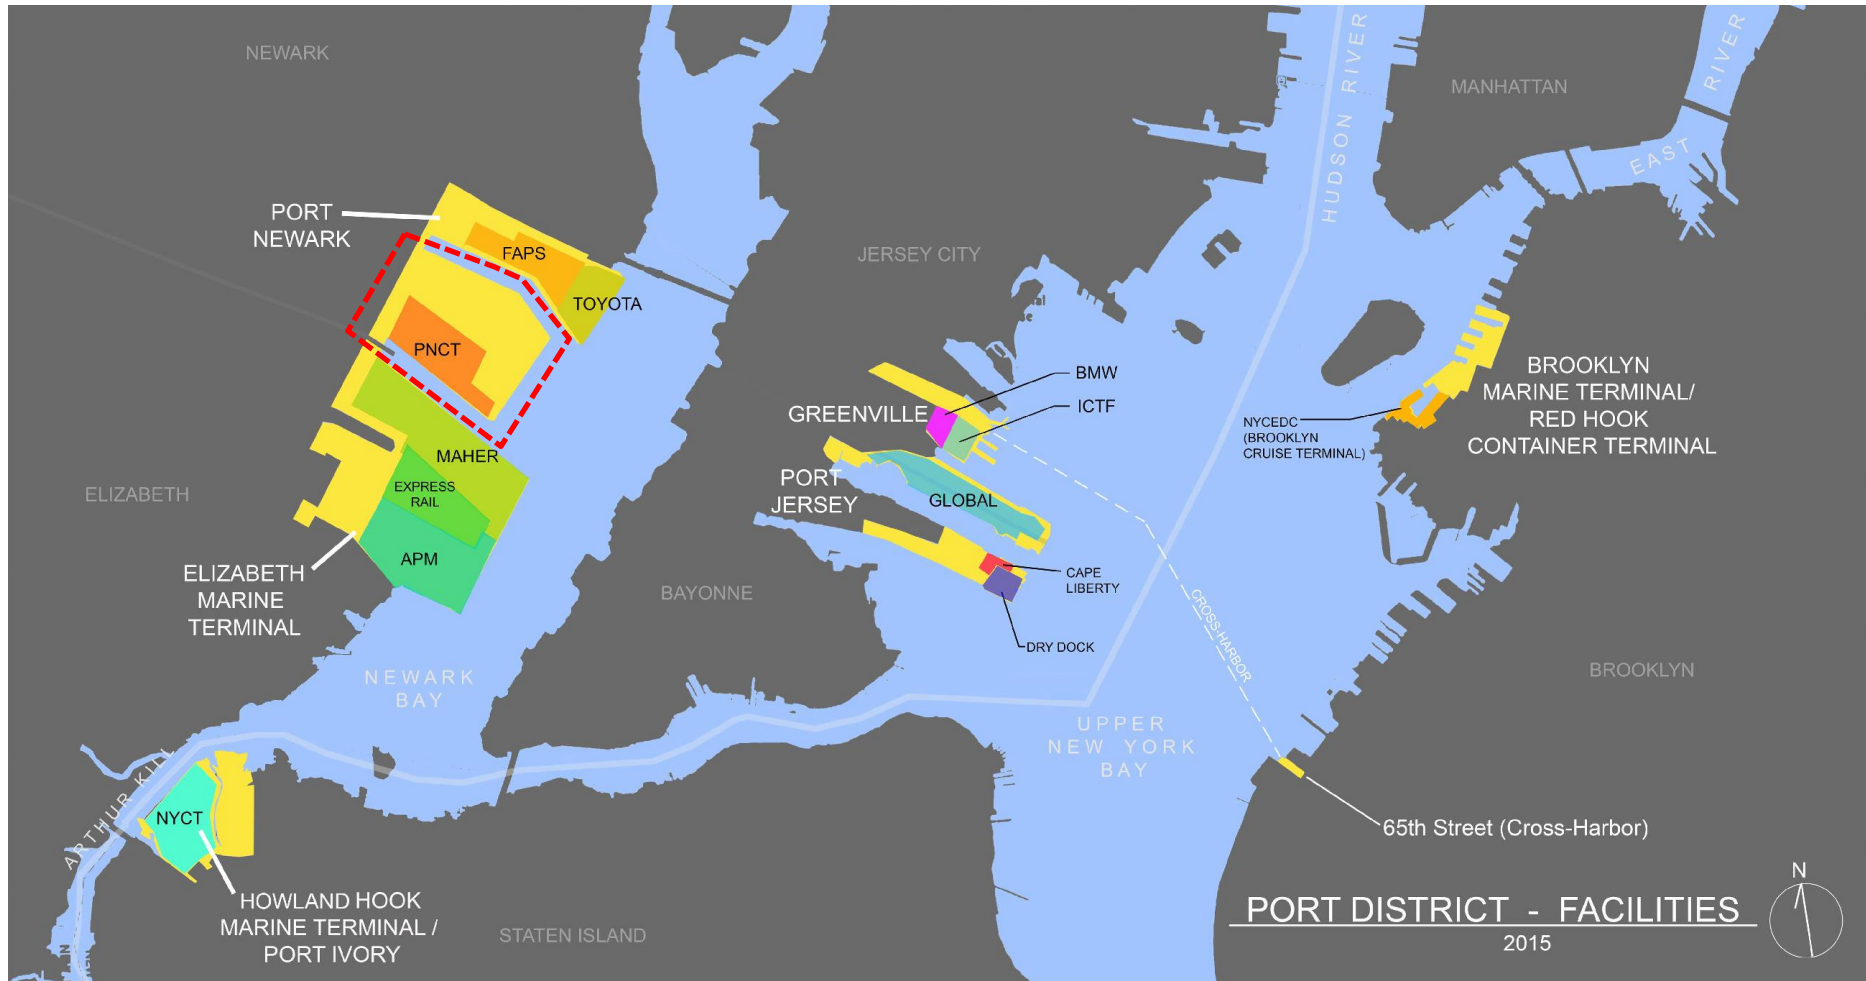 NEWARK
MANHATTAN
HUDSON RIVER
EAST RIVER
PORT
NEWARK
FAPS
TOYOTA
PNCT
JERSEY CITY
BMW
ICTF
GREENVILLE
BROOKLYN
MARINE TERMINAL/
RED HOOK
CONTAINER TERMINAL
NYCEDC
(BROOKLYN
CRUISE TERMINAL)
MAHER
EXPRESS
RAIL
APM
ELIZABETH
PORT
JERSEY
GLOBAL
CAPE
LIBERTY
DRY DOCK
ELIZABETH
MARINE
TERMINAL
BAYONNE
CROSS-HARBOR
BROOKLYN
NEWARK
BAY
UPPER
NEW YORK
BAY
ARTHUR KILL
NYCT
65th Street (Cross-Harbor)
HOWLAND HOOK
MARINE TERMINAL /
PORT IVORY
STATEN ISLAND
PORT DISTRICT - FACILITIES
2015
N